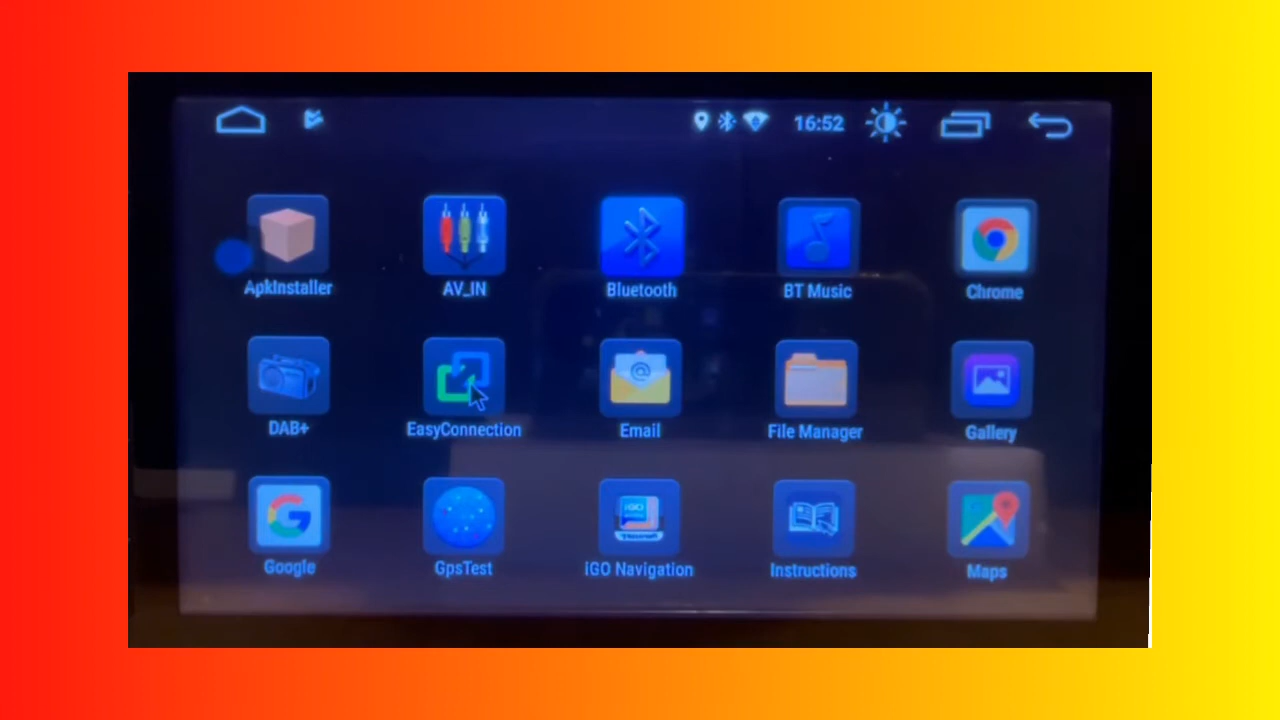 16:52
ApkInstaller
AV_IN
Bluetooth
BT Music
Chrome
DAB+
EasyConnection
@
Email
File Manager
Gallery
G
Google
GpsTest
iGO
iGO Navigation
Instructions
Maps